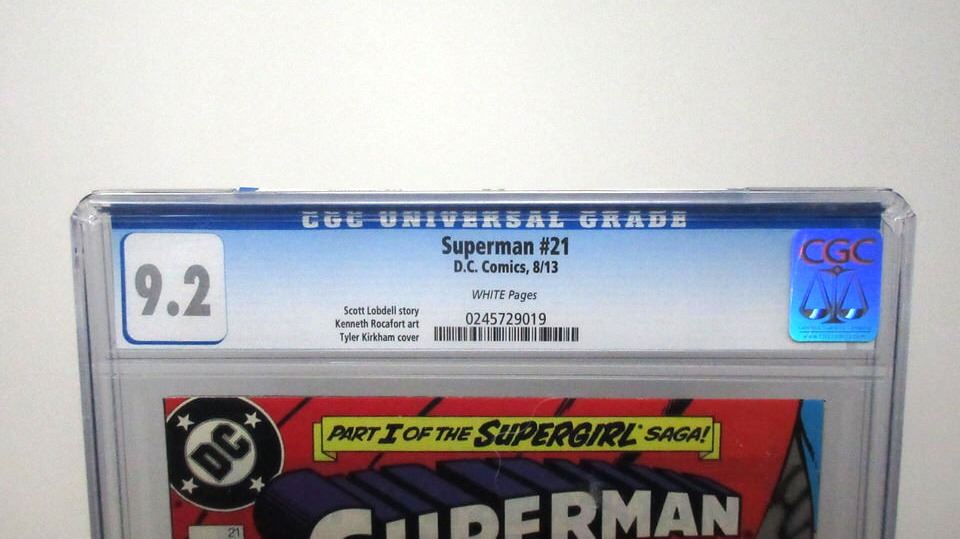 CGC UNIVERSAL GRADE
9.2
Superman #21
D.C. Comics, 8/13
WHITE Pages
Scott Lobdell story
Kenneth Rocafort art
Tyler Kirkham cover
0245729019
CGC
DC
PART I OF THE SUPERGIRL SAGA!
SUPERMAN
21